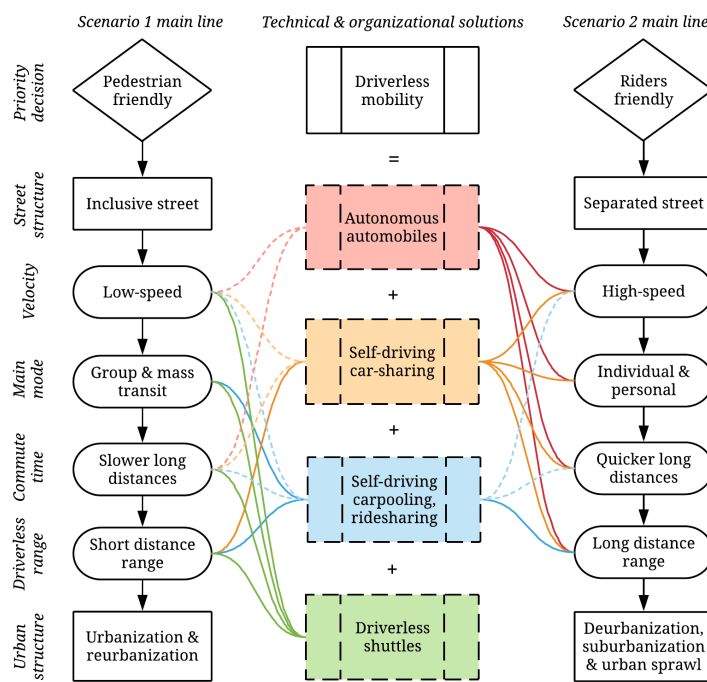 Scenario 1 main line
Technical & organizational solutions
Scenario 2 main line
Priority
decision
Pedestrian
friendly
Driverless
mobility
Riders
friendly
=
Street
structure
Inclusive street
Autonomous
automobiles
Separated street
Velocity
Low-speed
+
High-speed
Main
mode
Group & mass
transit
Self-driving
car-sharing
Individual &
personal
+
Commute
time
Slower long
distances
Self-driving
carpooling,
ridesharing
Quicker long
distances
Driverless
range
Short distance
range
+
Long distance
range
Urban
structure
Urbanization &
reurbanization
Driverless
shuttles
Deurbanization,
suburbanization
& urban sprawl